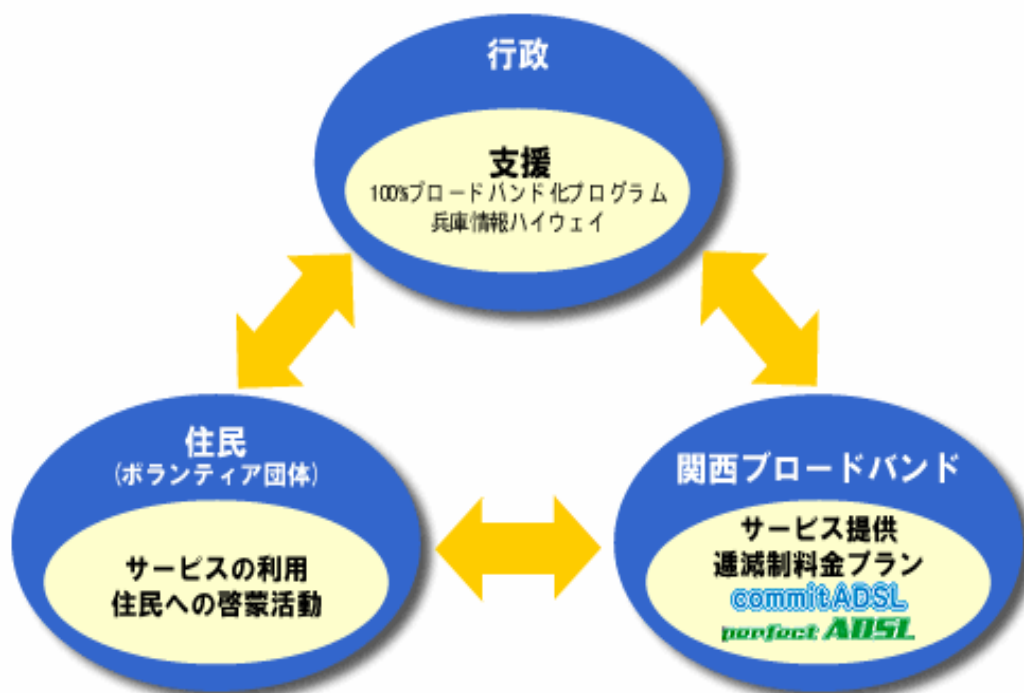 行政
支援
100%ブロードバンド化プログラム
兵庫情報ハイウェイ
住民
(ボランティア団体)
サービスの利用
住民への啓蒙活動
関西ブロードバンド
サービス提供
逓減制料金プラン
commitADSL
perfect ADSL